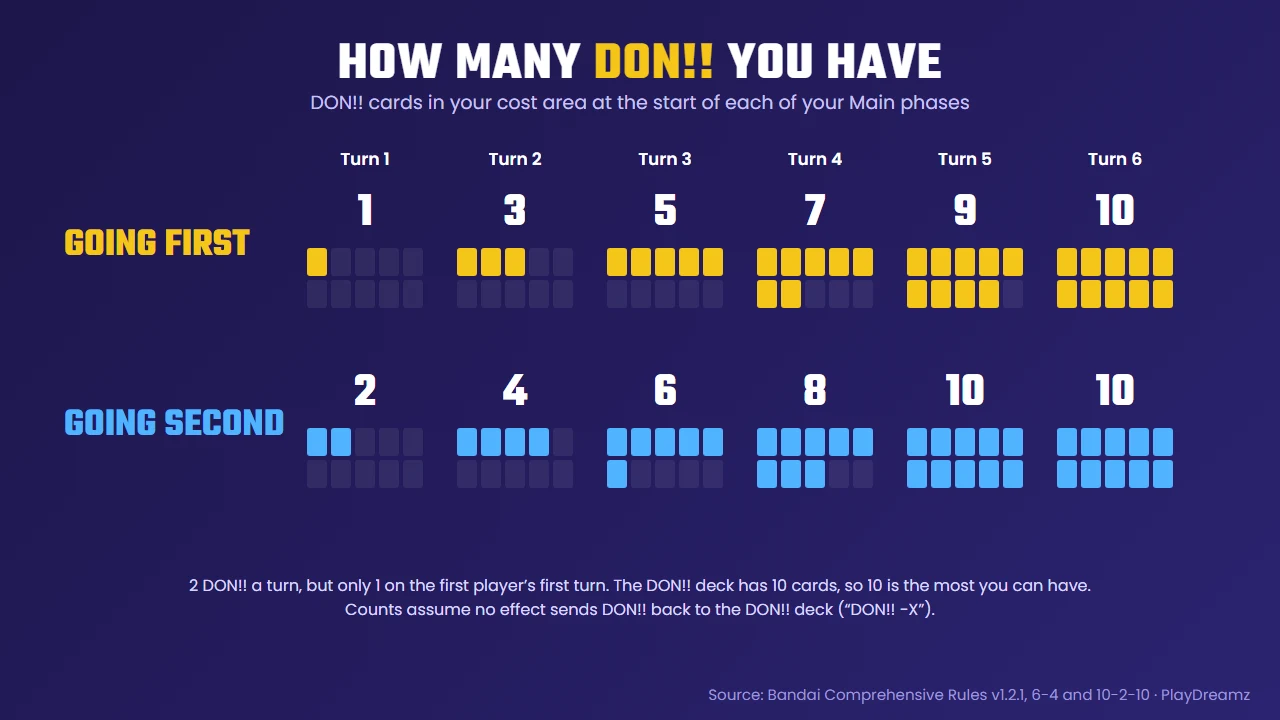 HOW MANY DON!! YOU HAVE
DON!! cards in your cost area at the start of each of your Main phases
Turn 1 Turn 2 Turn 3 Turn 4 Turn 5 Turn 6
GOING FIRST
1 3 5 7 9 10
GOING SECOND
2 4 6 8 10 10
2 DON!! a turn, but only 1 on the first player’s first turn. The DON!! deck has 10 cards, so 10 is the most you can have.
Counts assume no effect sends DON!! back to the DON!! deck (“DON!! -X”).
Source: Bandai Comprehensive Rules v1.2.1, 6-4 and 10-2-10 · PlayDreamz